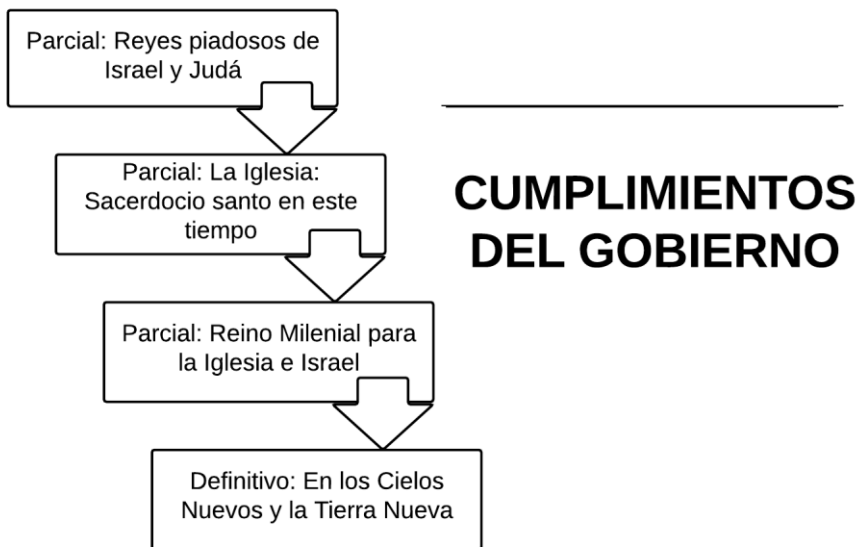 Parcial: Reyes piadosos de
Israel y Judá
Parcial: La Iglesia:
Sacerdocio santo en este
tiempo
Parcial: Reino Milenial para
la Iglesia e Israel
Definitivo: En los Cielos
Nuevos y la Tierra Nueva
CUMPLIMIENTOS
DEL GOBIERNO